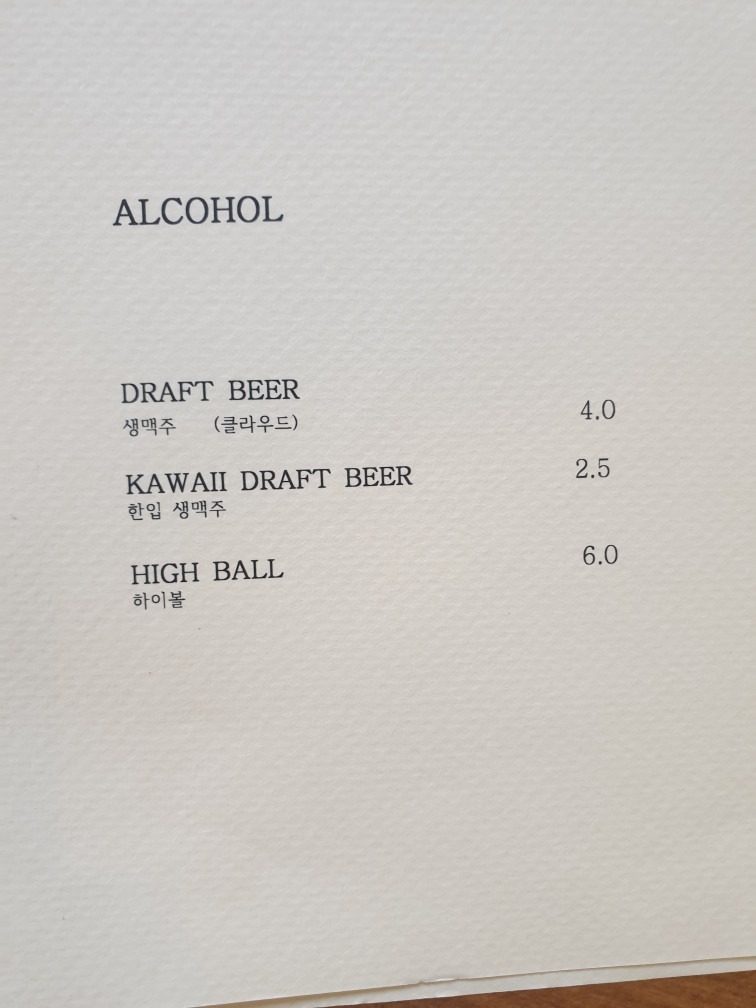 ALCOHOL
DRAFT BEER
생맥주 (클라우드) 4.0
KAWAII DRAFT BEER 2.5
한입 생맥주
HIGH BALL 6.0
하이볼